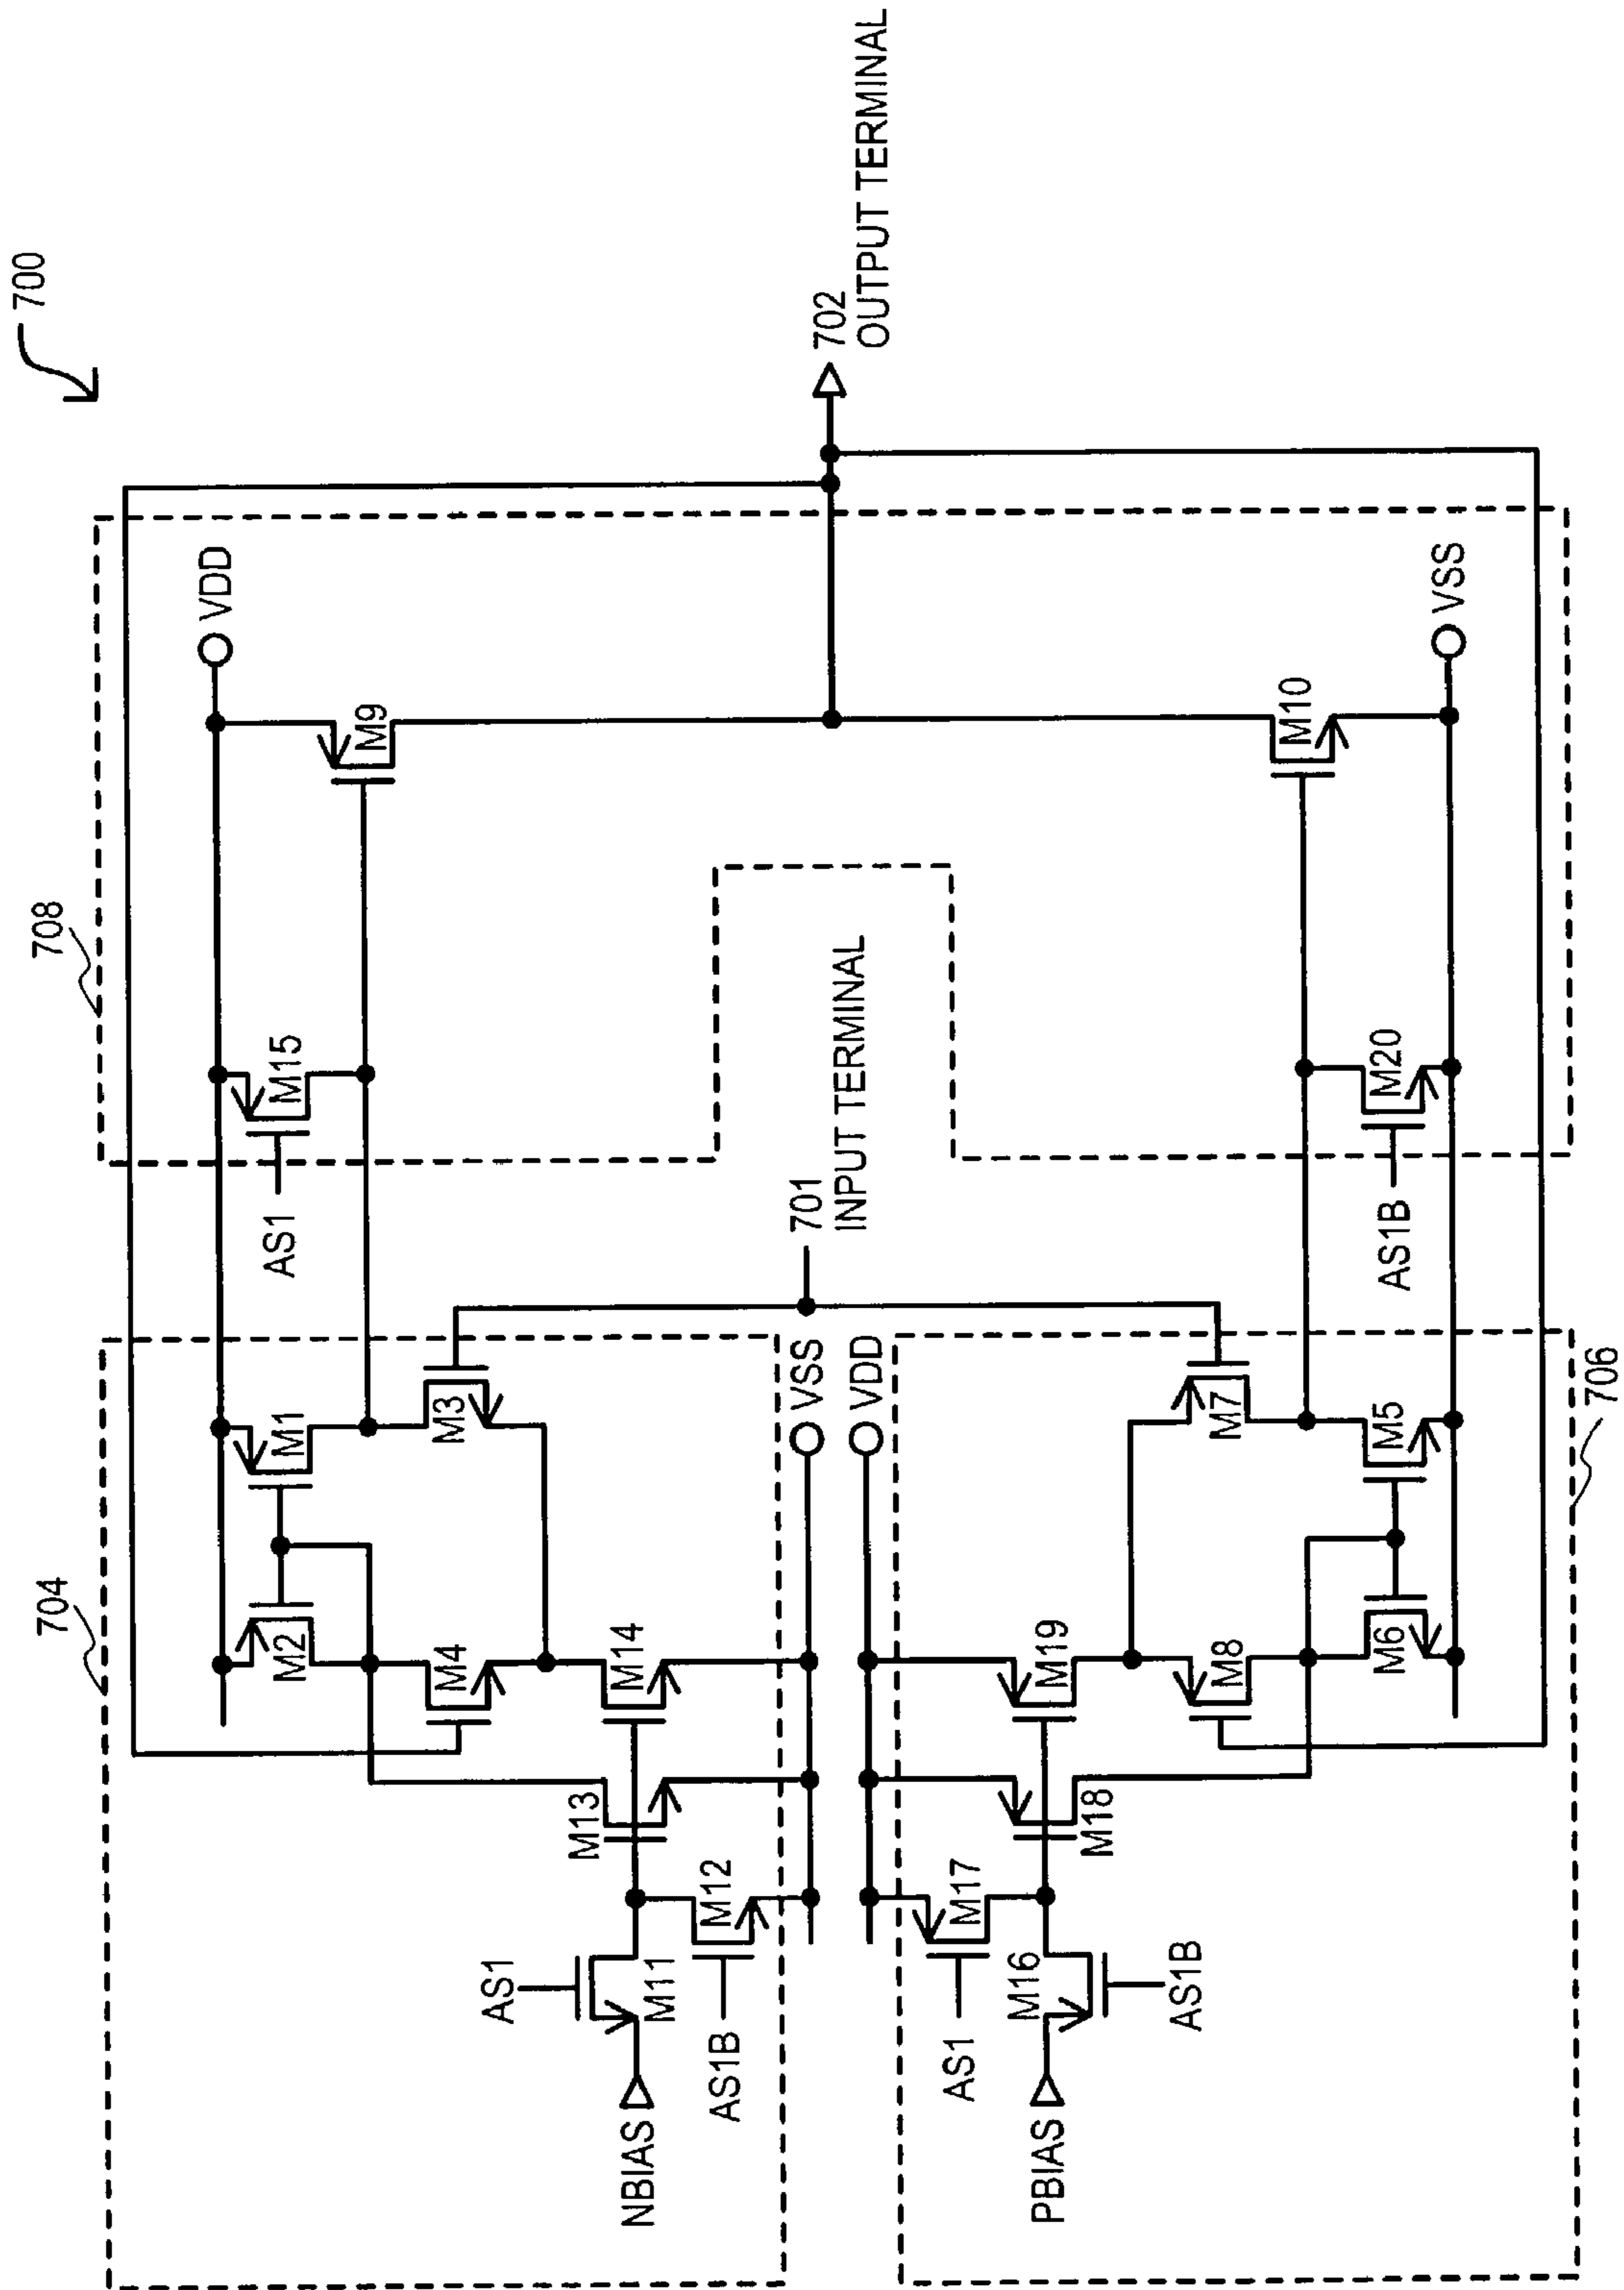 700
708
VDD
M9
M15
AS1
704
M1
M2
M3
M4
M14
M13
AS1
M11
M12
AS1B
NBIAS
VSS
701
INPUT TERMINAL
702
OUTPUT TERMINAL
VDD
M19
M7
M8
M18
M17
AS1
M16
AS1B
PBIAS
M5
M6
706
M10
M20
AS1B
VSS